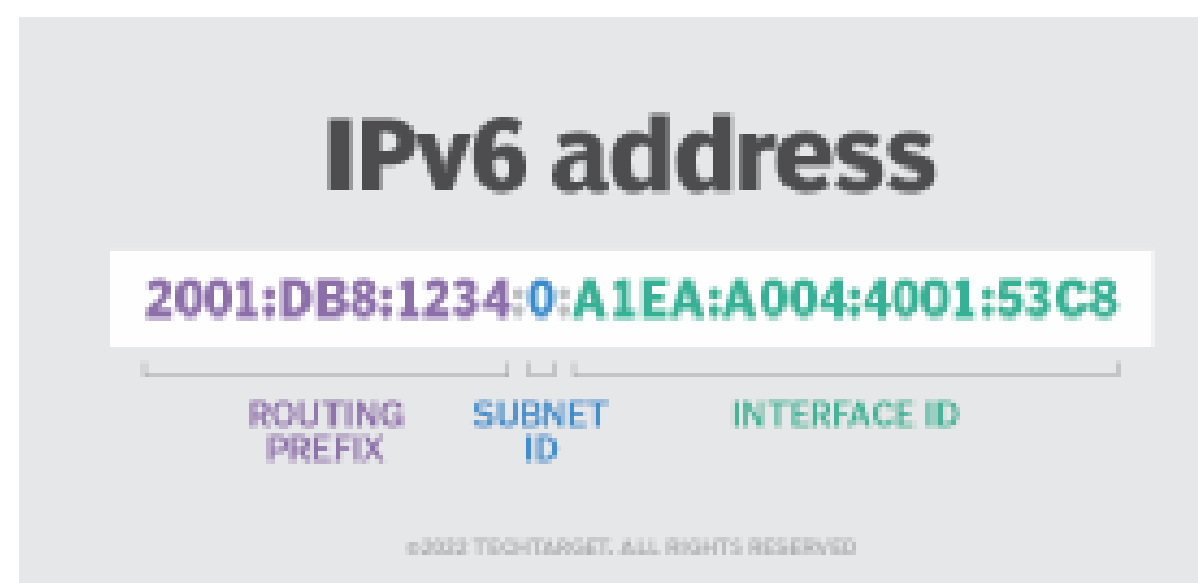 IPv6 address
2001:DB8:1234:0:A1EA:A004:4001:53C8
ROUTING PREFIX
SUBNET ID
INTERFACE ID
©2022 TECHTARGET. ALL RIGHTS RESERVED